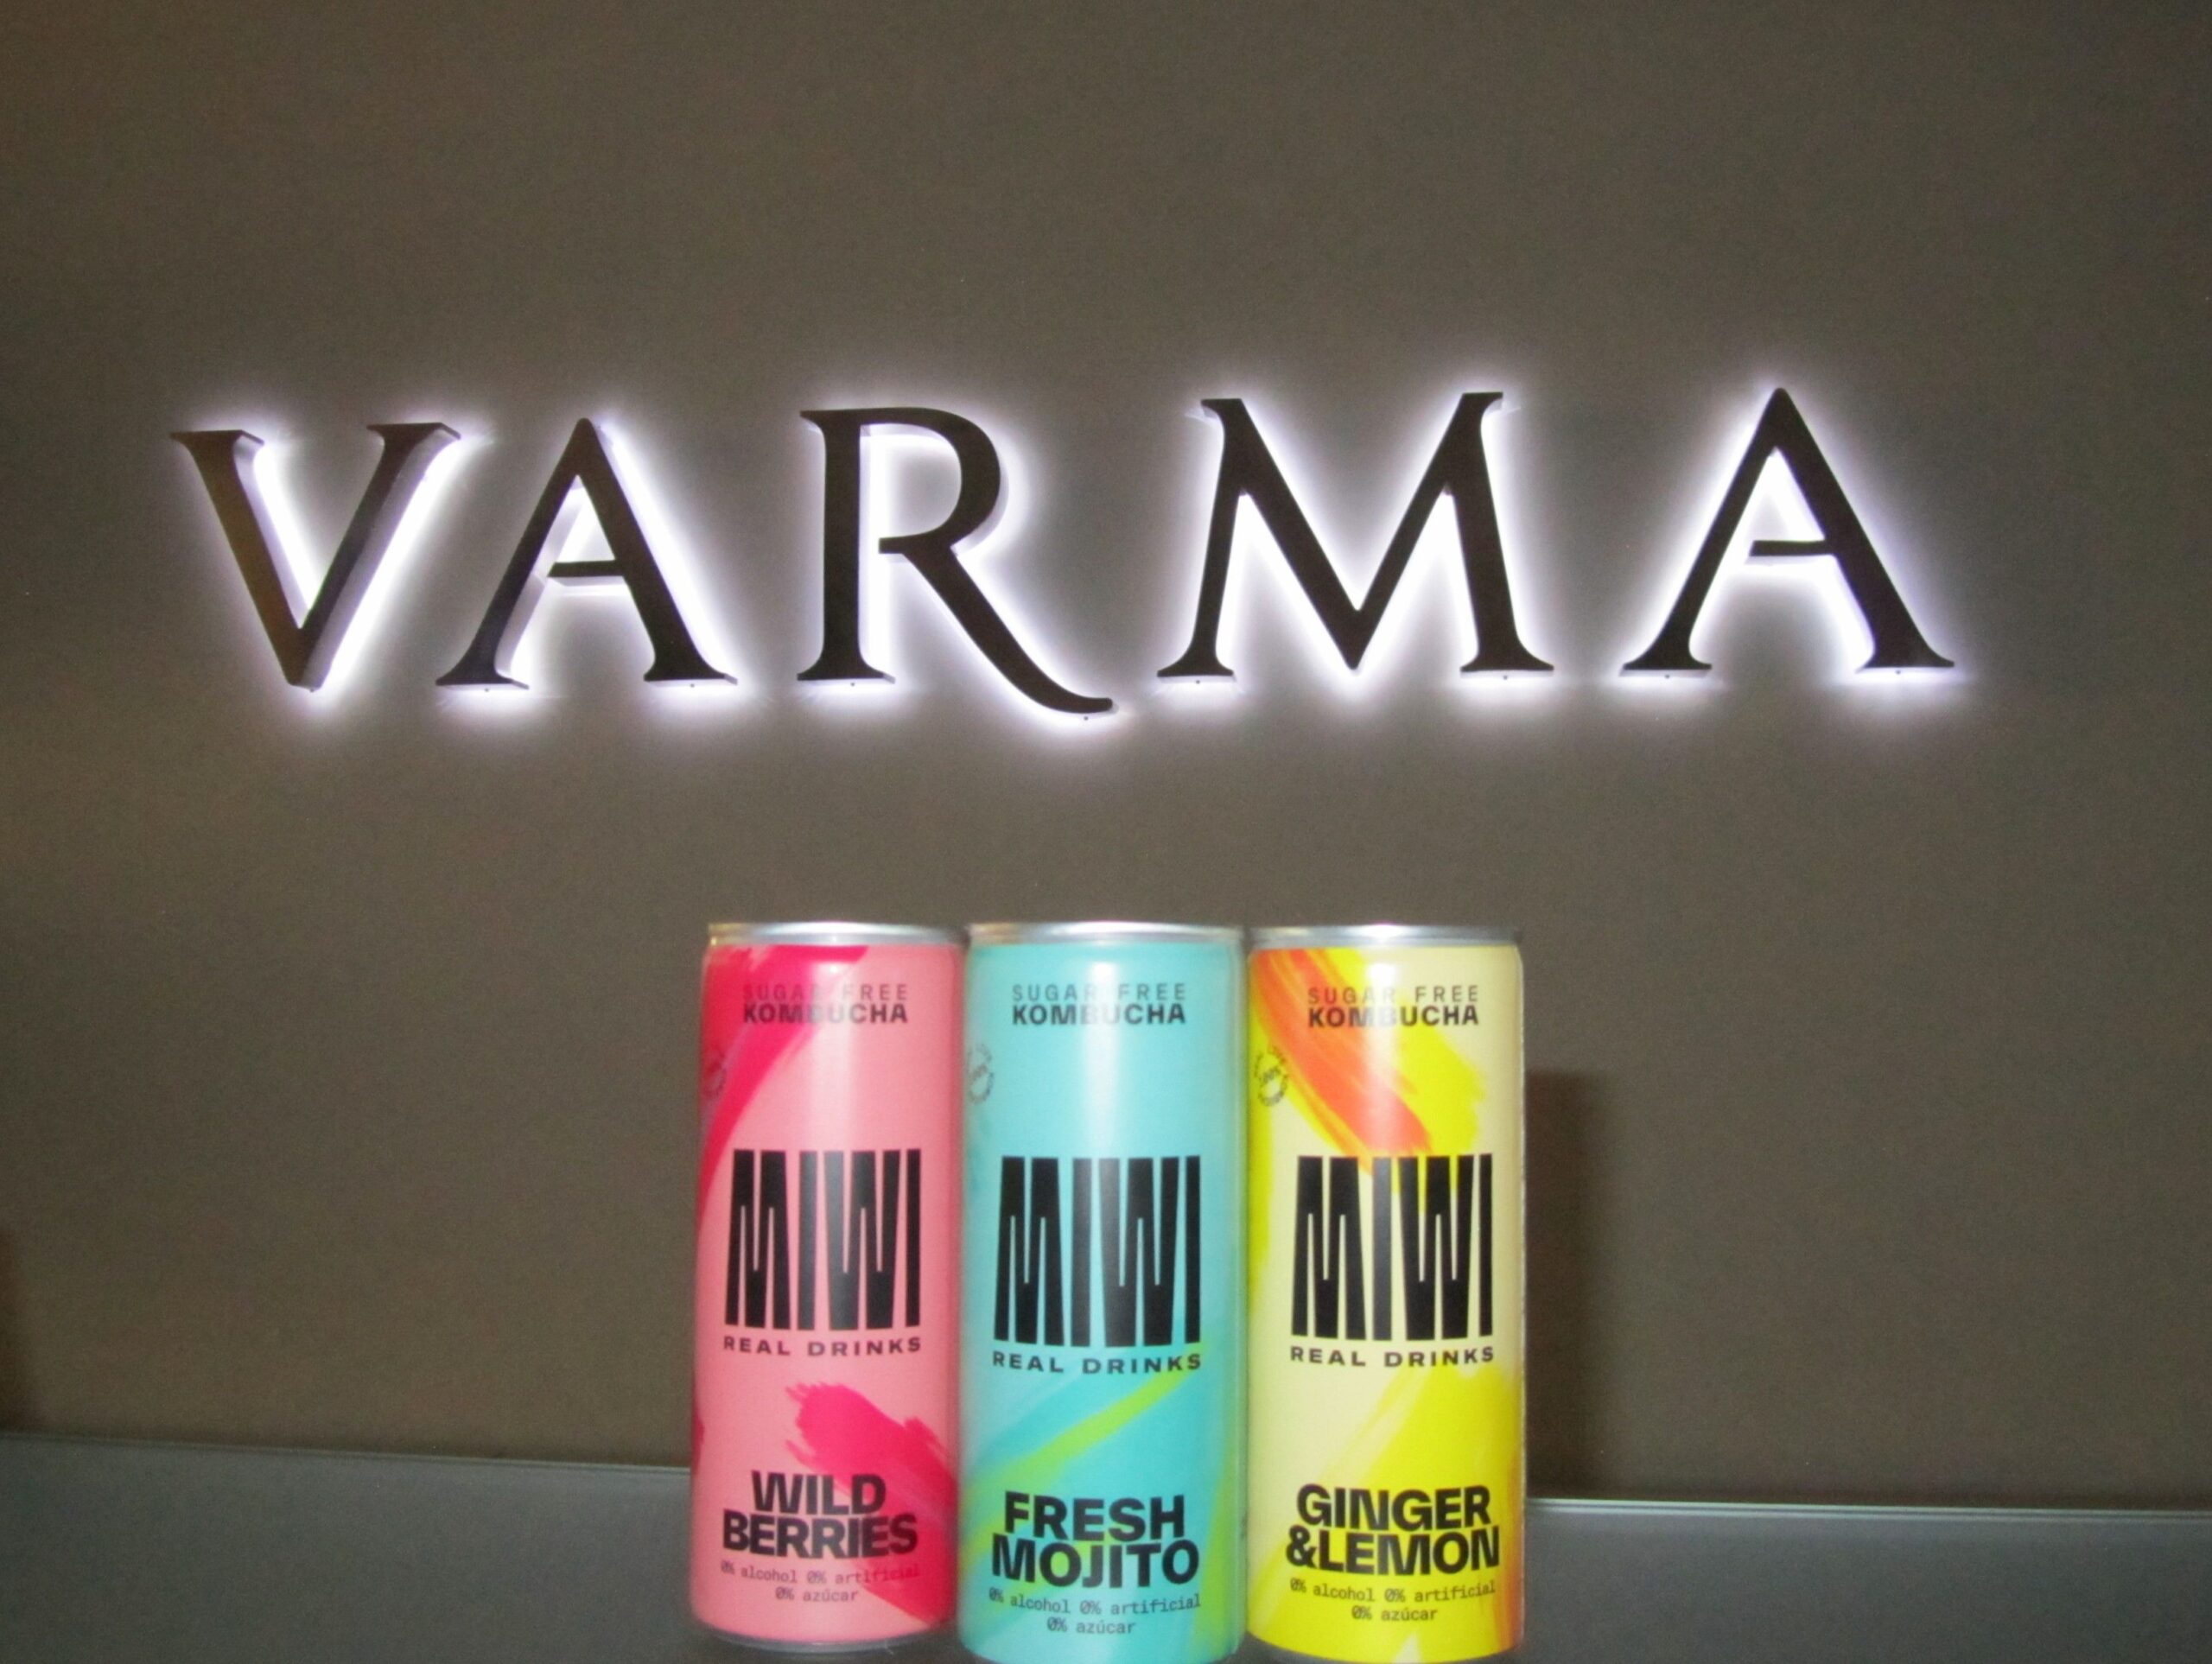 VARMA
SUGAR FREE
KOMBUCHA
MIWI
REAL DRINKS
WILD
BERRIES
0% alcohol 0% artificial
0% azúcar
SUGAR FREE
KOMBUCHA
MIWI
REAL DRINKS
FRESH
MOJITO
0% alcohol 0% artificial
0% azúcar
SUGAR FREE
KOMBUCHA
MIWI
REAL DRINKS
GINGER
&LEMON
0% alcohol 0% artificial
0% azúcar